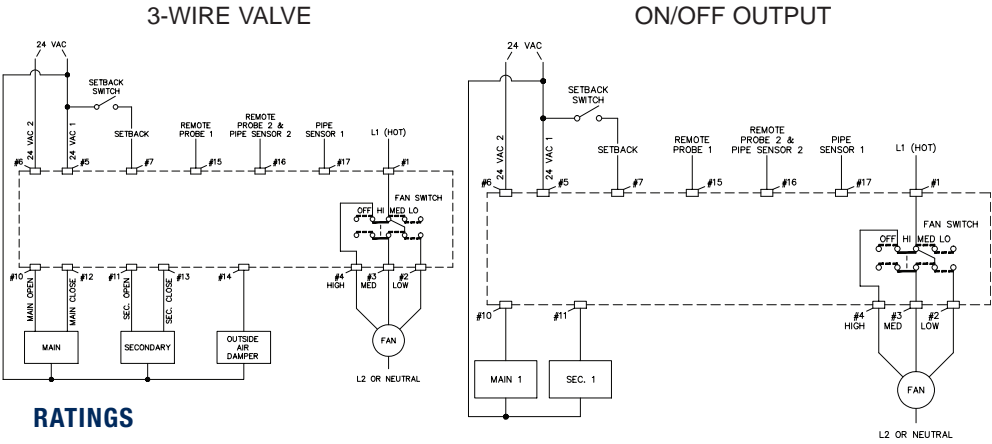 3-WIRE VALVE
24 VAC
SETBACK
SWITCH
24 VAC 2
24 VAC 1
SETBACK
REMOTE
PROBE 1
REMOTE
PROBE 2 &
PIPE SENSOR 2
PIPE
SENSOR 1
L1 (HOT)
#6
#5
#7
#15
#16
#17
#1
FAN SWITCH
OFF HI MED LO
#10
#12
#11
#13
#14
#4
#3
#2
HIGH
MED
LOW
MAIN OPEN
MAIN CLOSE
SEC. OPEN
SEC. CLOSE
MAIN
SECONDARY
OUTSIDE
AIR
DAMPER
FAN
L2 OR NEUTRAL
ON/OFF OUTPUT
24 VAC
SETBACK
SWITCH
24 VAC 2
24 VAC 1
SETBACK
REMOTE
PROBE 1
REMOTE
PROBE 2 &
PIPE SENSOR 2
PIPE
SENSOR 1
L1 (HOT)
#6
#5
#7
#15
#16
#17
#1
FAN SWITCH
OFF HI MED LO
#10
#11
#4
#3
#2
HIGH
MED
LOW
MAIN 1
SEC. 1
FAN
L2 OR NEUTRAL
RATINGS